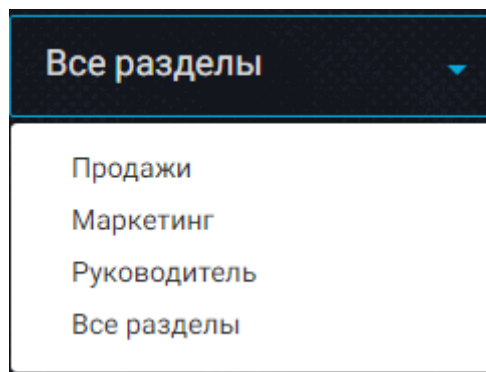 Все разделы
Продажи
Маркетинг
Руководитель
Все разделы